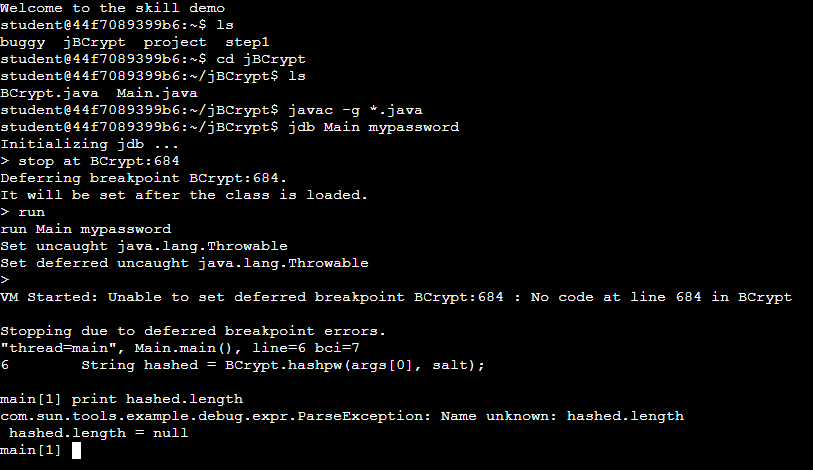 Welcome to the skill demo
student@44f7089399b6:~$ ls
buggy  jBCrypt  project  step1
student@44f7089399b6:~$ cd jBCrypt
student@44f7089399b6:~/jBCrypt$ ls
BCrypt.java  Main.java
student@44f7089399b6:~/jBCrypt$ javac -g *.java
student@44f7089399b6:~/jBCrypt$ jdb Main mypassword
Initializing jdb ...
> stop at BCrypt:684
Deferring breakpoint BCrypt:684.
It will be set after the class is loaded.
> run
run Main mypassword
Set uncaught java.lang.Throwable
Set deferred uncaught java.lang.Throwable
>
VM Started: Unable to set deferred breakpoint BCrypt:684 : No code at line 684 in BCrypt
Stopping due to deferred breakpoint errors.
"thread=main", Main.main(), line=6 bci=7
6        String hashed = BCrypt.hashpw(args[0], salt);
main[1] print hashed.length
com.sun.tools.example.debug.expr.ParseException: Name unknown: hashed.length
 hashed.length = null
main[1]